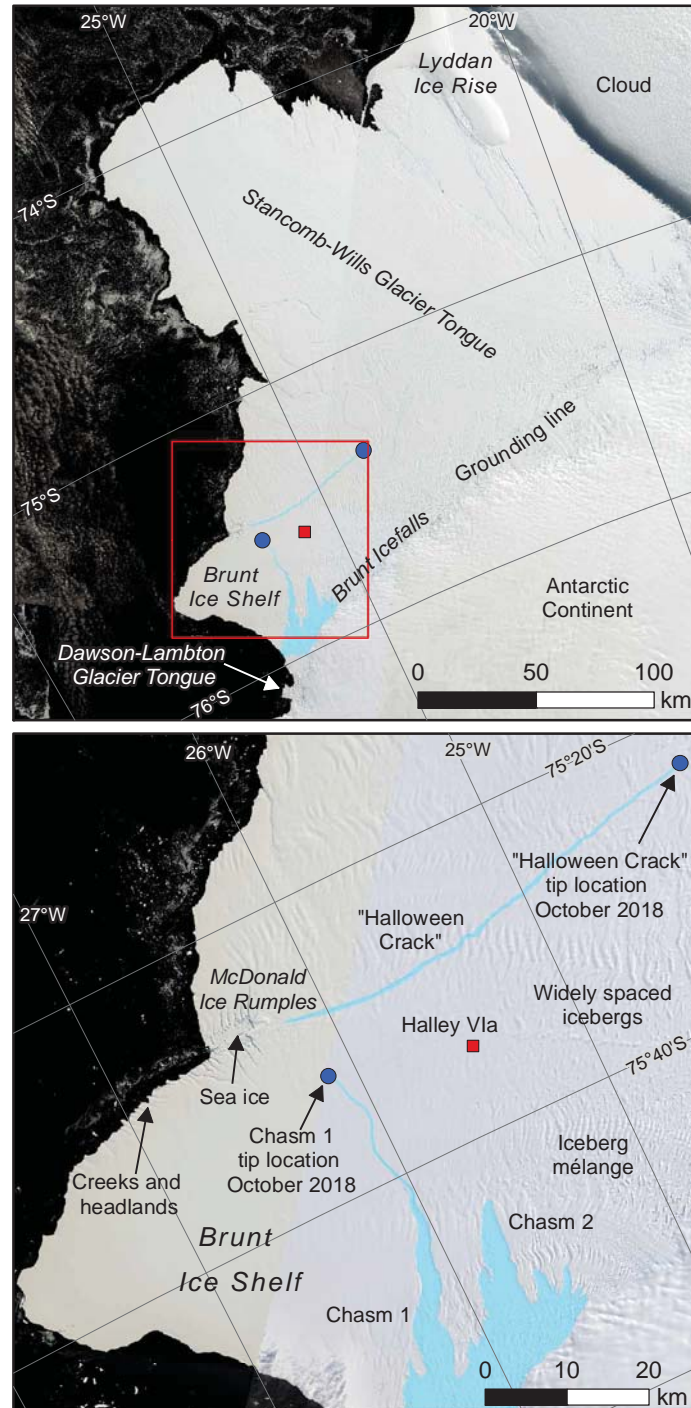 25°W
20°W
Lyddan
Ice Rise
Cloud
74°S
Stancomb-Wills Glacier Tongue
75°S
Grounding line
Brunt Icefalls
Brunt
Ice Shelf
Antarctic
Continent
Dawson-Lambton
Glacier Tongue
76°S
0 50 100
km
26°W
25°W
75°20'S
27°W
"Halloween Crack"
tip location
October 2018
"Halloween
Crack"
McDonald
Ice Rumples
Widely spaced
icebergs
Halley VIa
75°40'S
Sea ice
Chasm 1
tip location
October 2018
Creeks and
headlands
Iceberg
mélange
Brunt
Ice Shelf
Chasm 2
Chasm 1
0 10 20
km